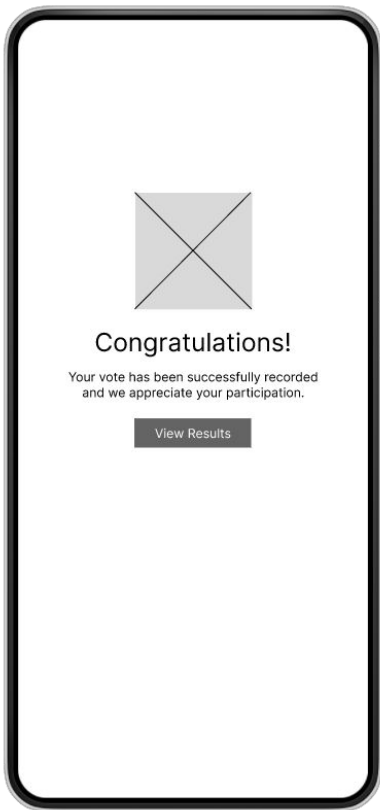 Congratulations!
Your vote has been successfully recorded
and we appreciate your participation.
View Results